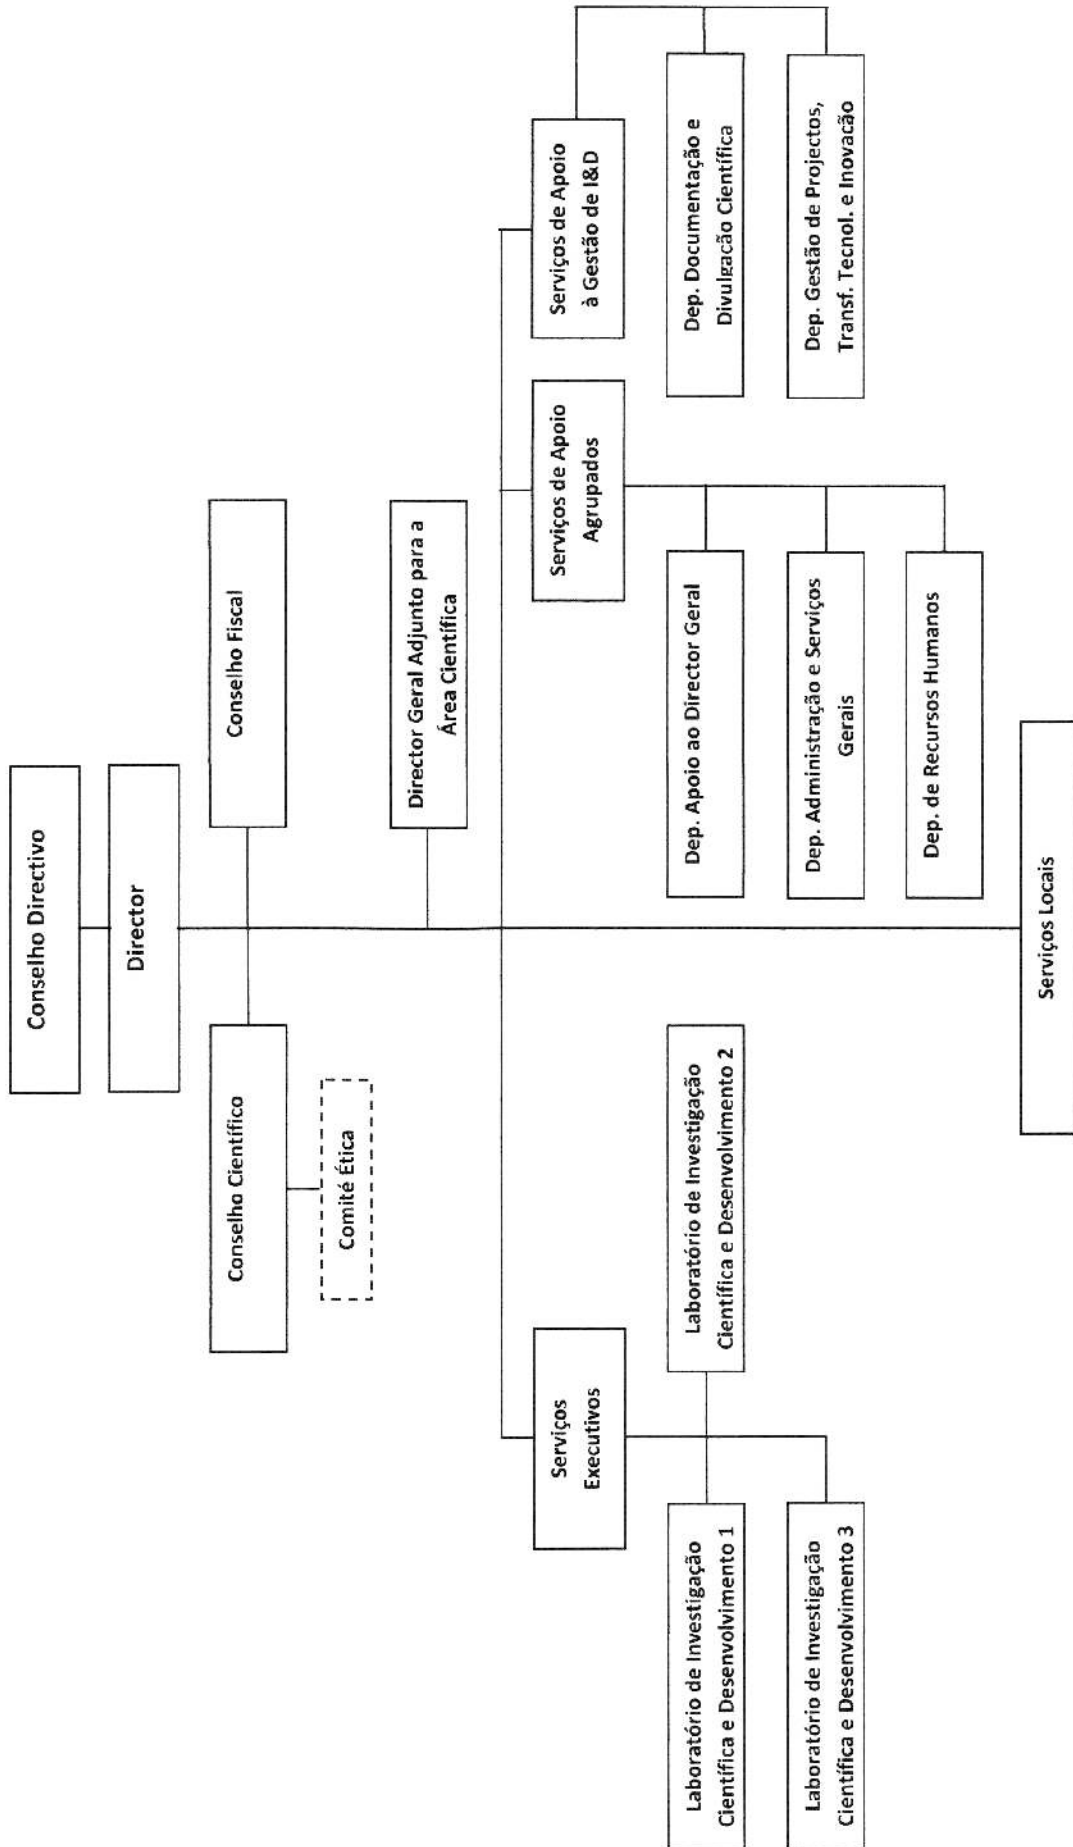 Conselho Directivo
Director
Conselho Científico
Conselho Fiscal
Comité Ética
Director Geral Adjunto para a
Área Científica
Serviços
Executivos
Serviços de Apoio
Agrupados
Serviços de Apoio
à Gestão de I&D
Laboratório de Investigação
Científica e Desenvolvimento 1
Laboratório de Investigação
Científica e Desenvolvimento 2
Dep. Apoio ao Director Geral
Dep. Documentação e
Divulgação Científica
Laboratório de Investigação
Científica e Desenvolvimento 3
Dep. Administração e Serviços
Gerais
Dep. Gestão de Projectos,
Transf. Tecnol. e Inovação
Dep. de Recursos Humanos
Serviços Locais